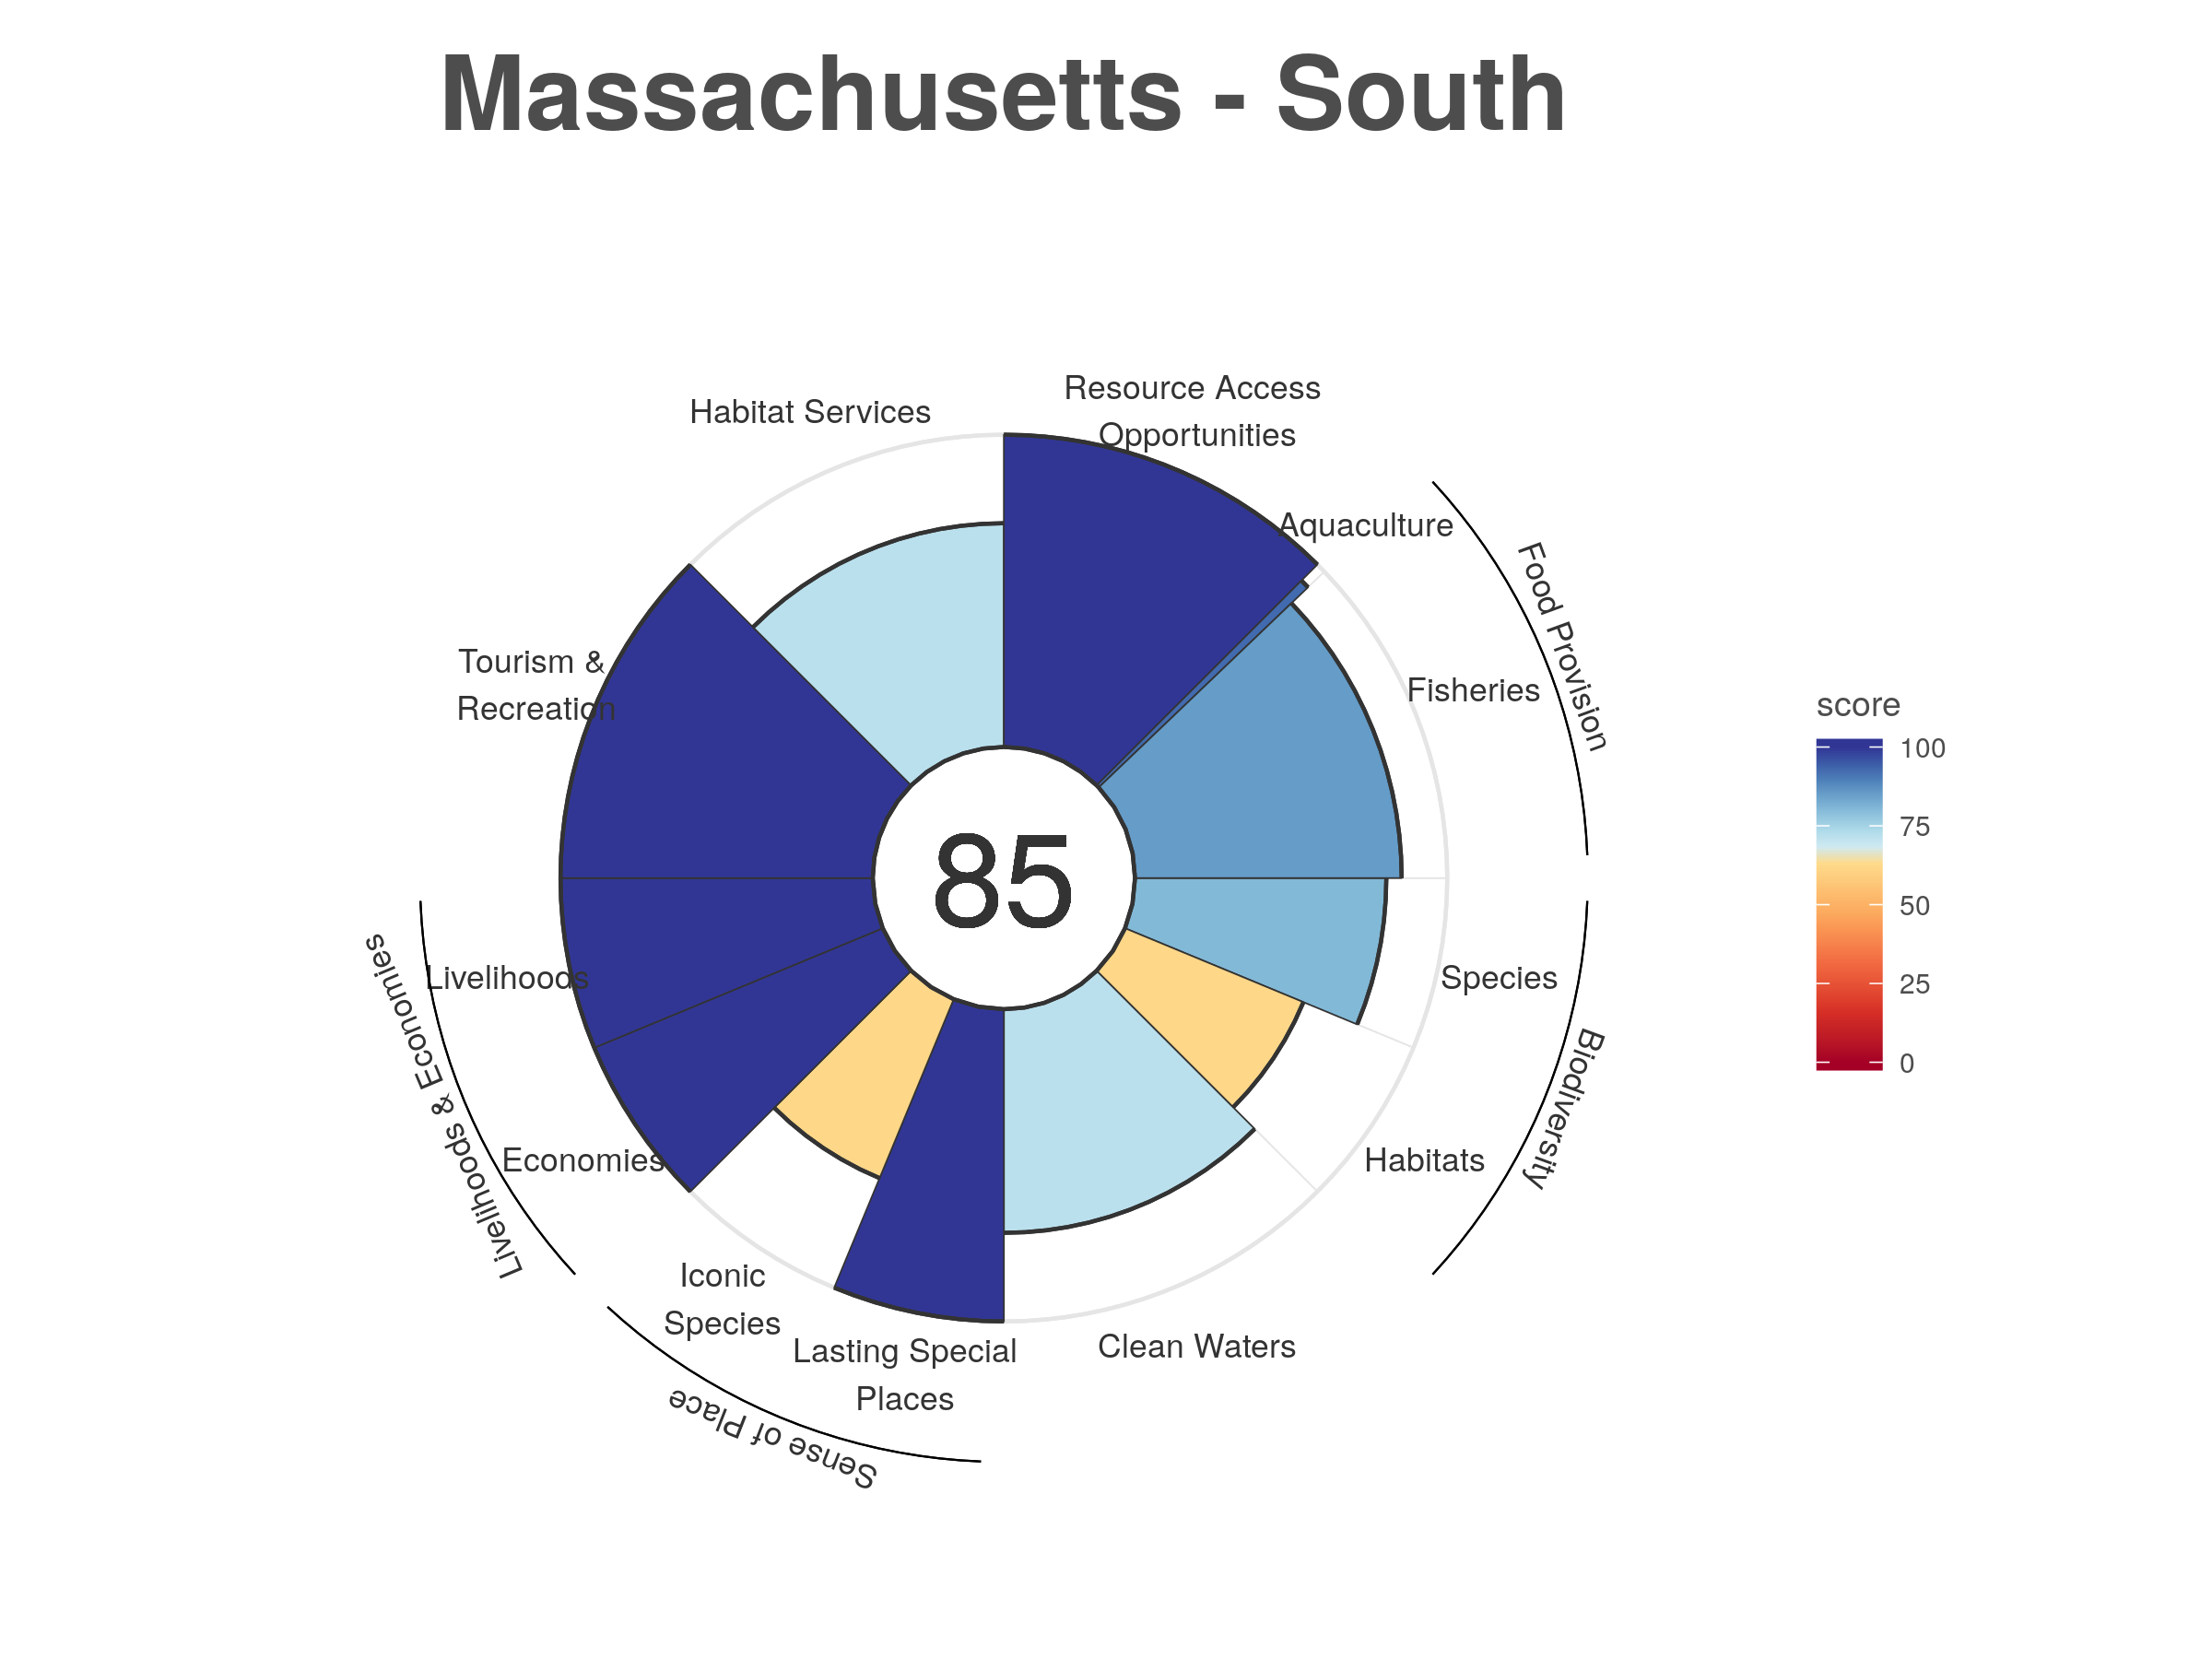 Massachusetts - South
Resource Access
Opportunities
Habitat Services
Aquaculture
Food Provision
Fisheries
Tourism &
Recreation
score
100
75
50
25
0
85
Species
Livelihoods
Livelihoods & Economies
Biodiversity
Habitats
Economies
Iconic
Species
Lasting Special
Places
Clean Waters
Sense of Place